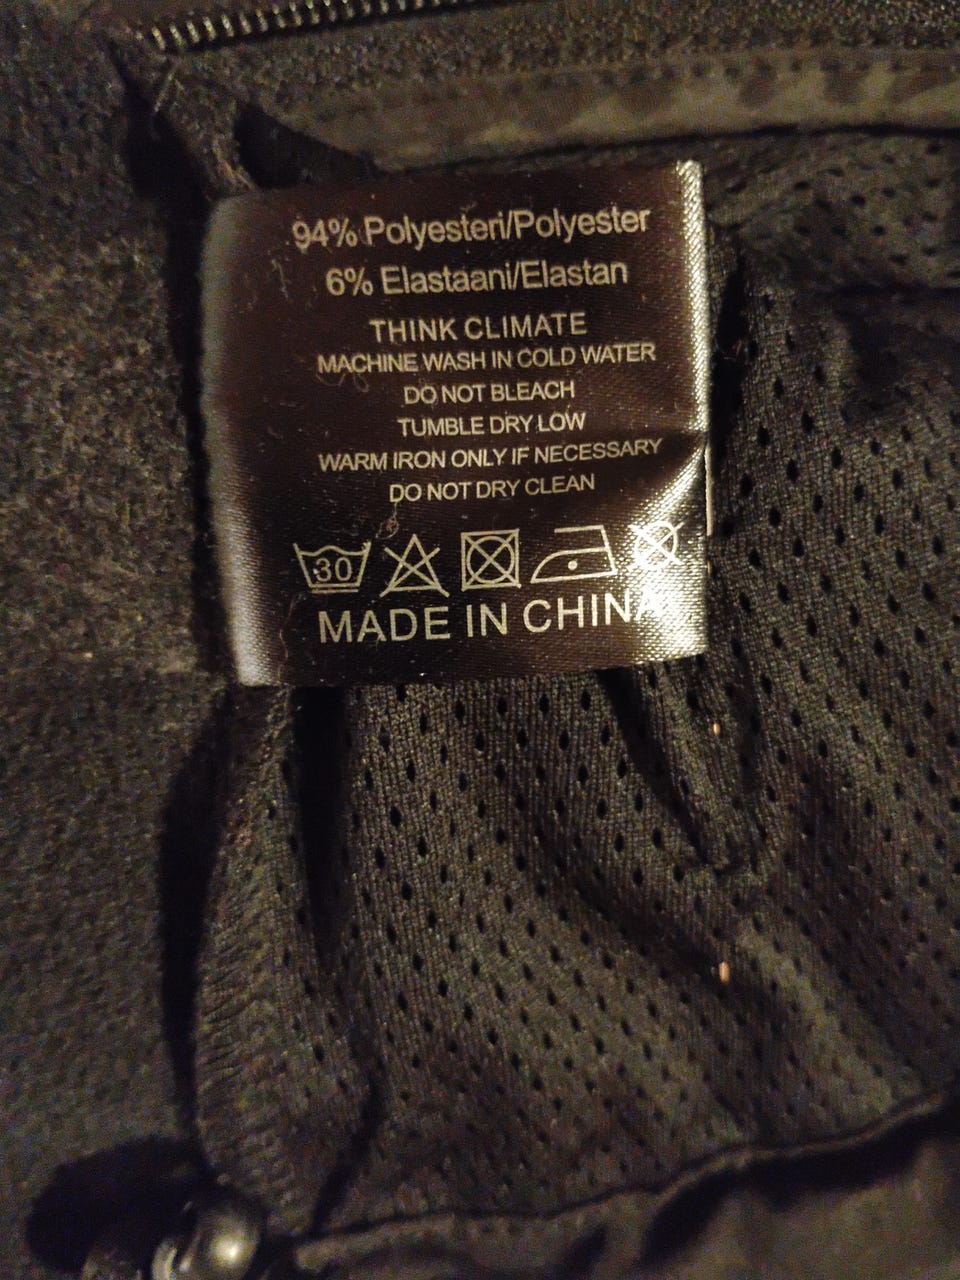 94% Polyesteri/Polyester
6% Elastaani/Elastan
THINK CLIMATE
MACHINE WASH IN COLD WATER
DO NOT BLEACH
TUMBLE DRY LOW
WARM IRON ONLY IF NECESSARY
DO NOT DRY CLEAN
30
MADE IN CHINA